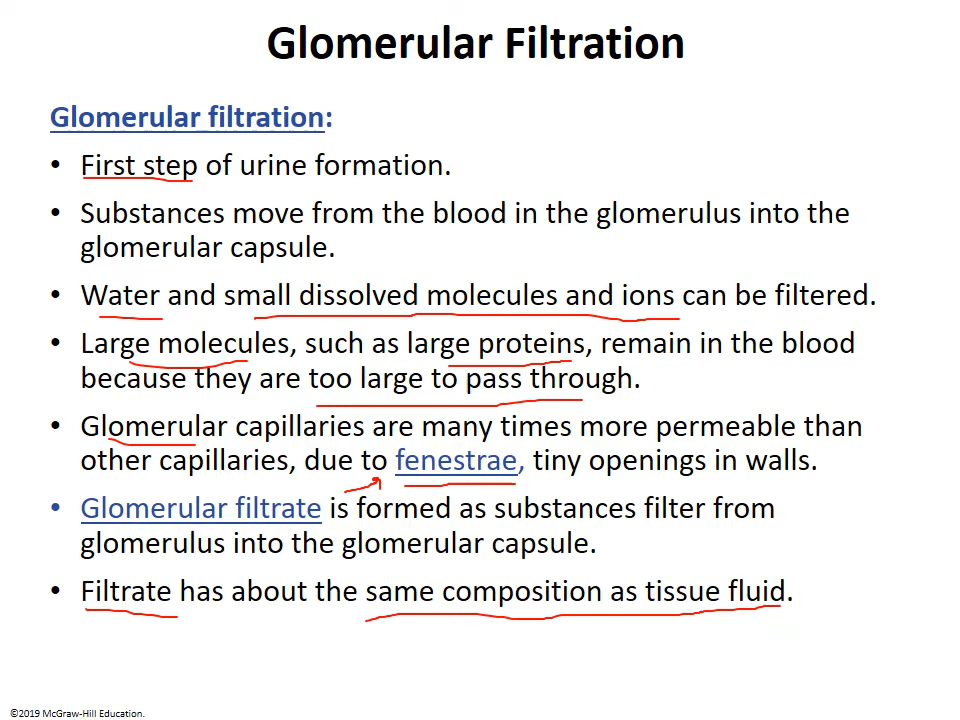 Glomerular Filtration
Glomerular filtration:
• First step of urine formation.
• Substances move from the blood in the glomerulus into the
glomerular capsule.
• Water and small dissolved molecules and ions can be filtered.
• Large molecules, such as large proteins, remain in the blood
because they are too large to pass through.
• Glomerular capillaries are many times more permeable than
other capillaries, due to fenestrae, tiny openings in walls.
• Glomerular filtrate is formed as substances filter from
glomerulus into the glomerular capsule.
• Filtrate has about the same composition as tissue fluid.
©2019 McGraw-Hill Education.